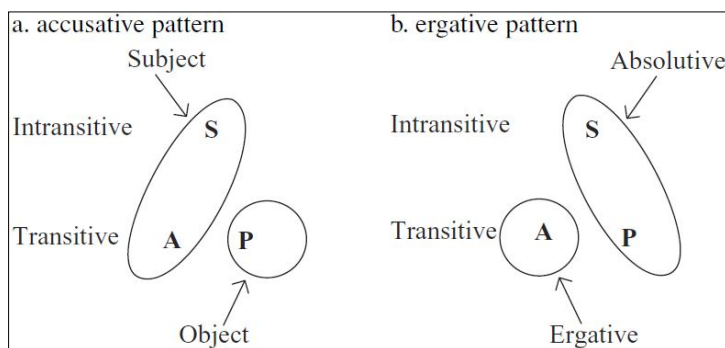 a. accusative pattern
Subject
Intransitive S
Transitive A P
Object
b. ergative pattern
Absolutive
Intransitive S
Transitive A P
Ergative